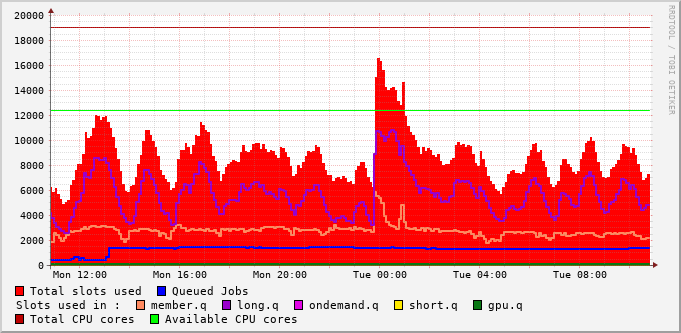 20000
18000
16000
14000
12000
10000
8000
6000
4000
2000
0
Mon 12:00 Mon 16:00 Mon 20:00 Tue 00:00 Tue 04:00 Tue 08:00
Total slots used Queued Jobs
Slots used in : member.q long.q ondemand.q short.q gpu.q
Total CPU cores Available CPU cores
RRDTOOL / TOBI OETIKER